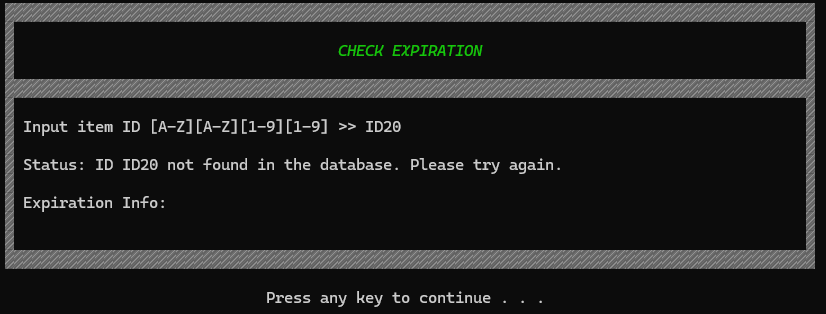 CHECK EXPIRATION
Input item ID [A-Z][A-Z][1-9][1-9] >> ID20
Status: ID ID20 not found in the database. Please try again.
Expiration Info:
Press any key to continue . . .